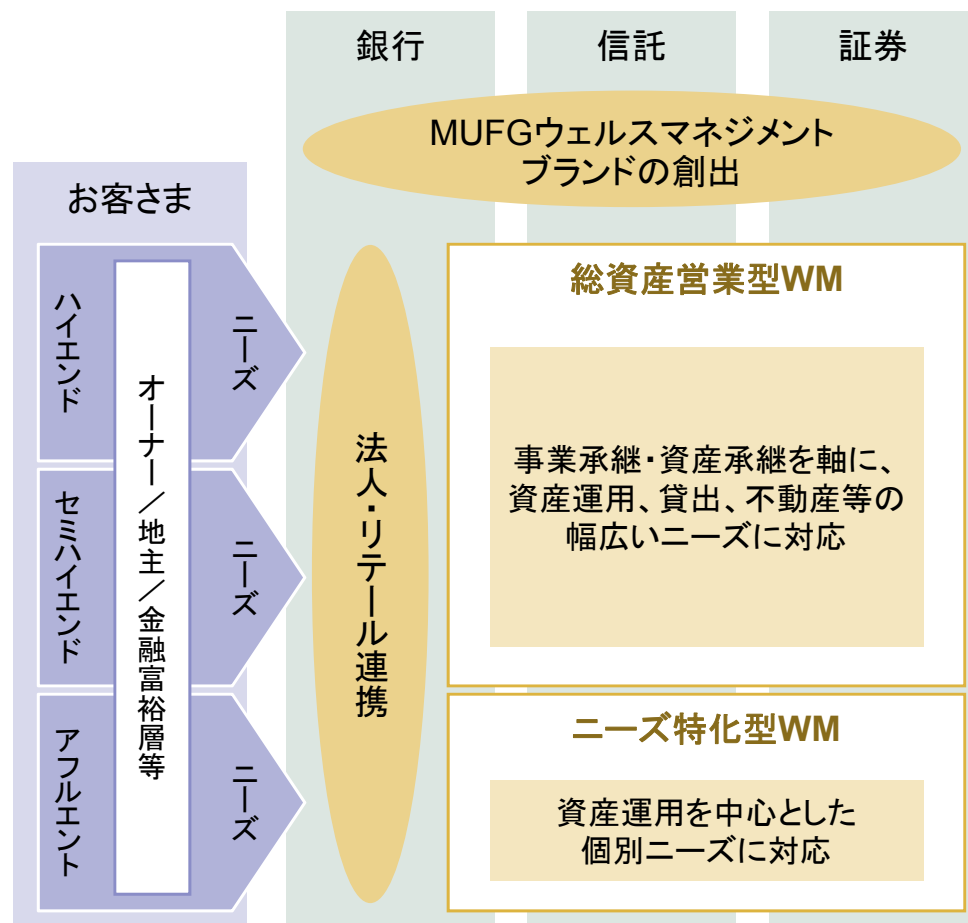 銀行
信託
証券
MUFGウェルスマネジメント
ブランドの創出
お客さま
ハイエンド
ニーズ
セミハイエンド
ニーズ
アフルエント
ニーズ
オーナー／地主／金融富裕層等
法人・リテール連携
総資産営業型WM
事業承継・資産承継を軸に、
資産運用、貸出、不動産等の
幅広いニーズに対応
ニーズ特化型WM
資産運用を中心とした
個別ニーズに対応